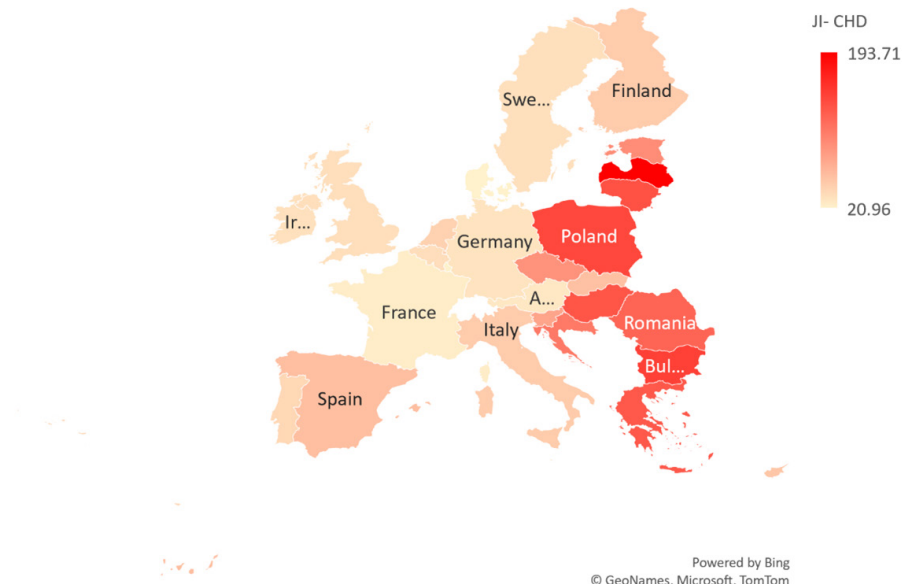 JI- CHD
193.71
20.96
Finland
Swe...
Ir...
Germany
Poland
A...
France
Italy
Romania
Bul...
Spain
Powered by Bing
© GeoNames, Microsoft, TomTom